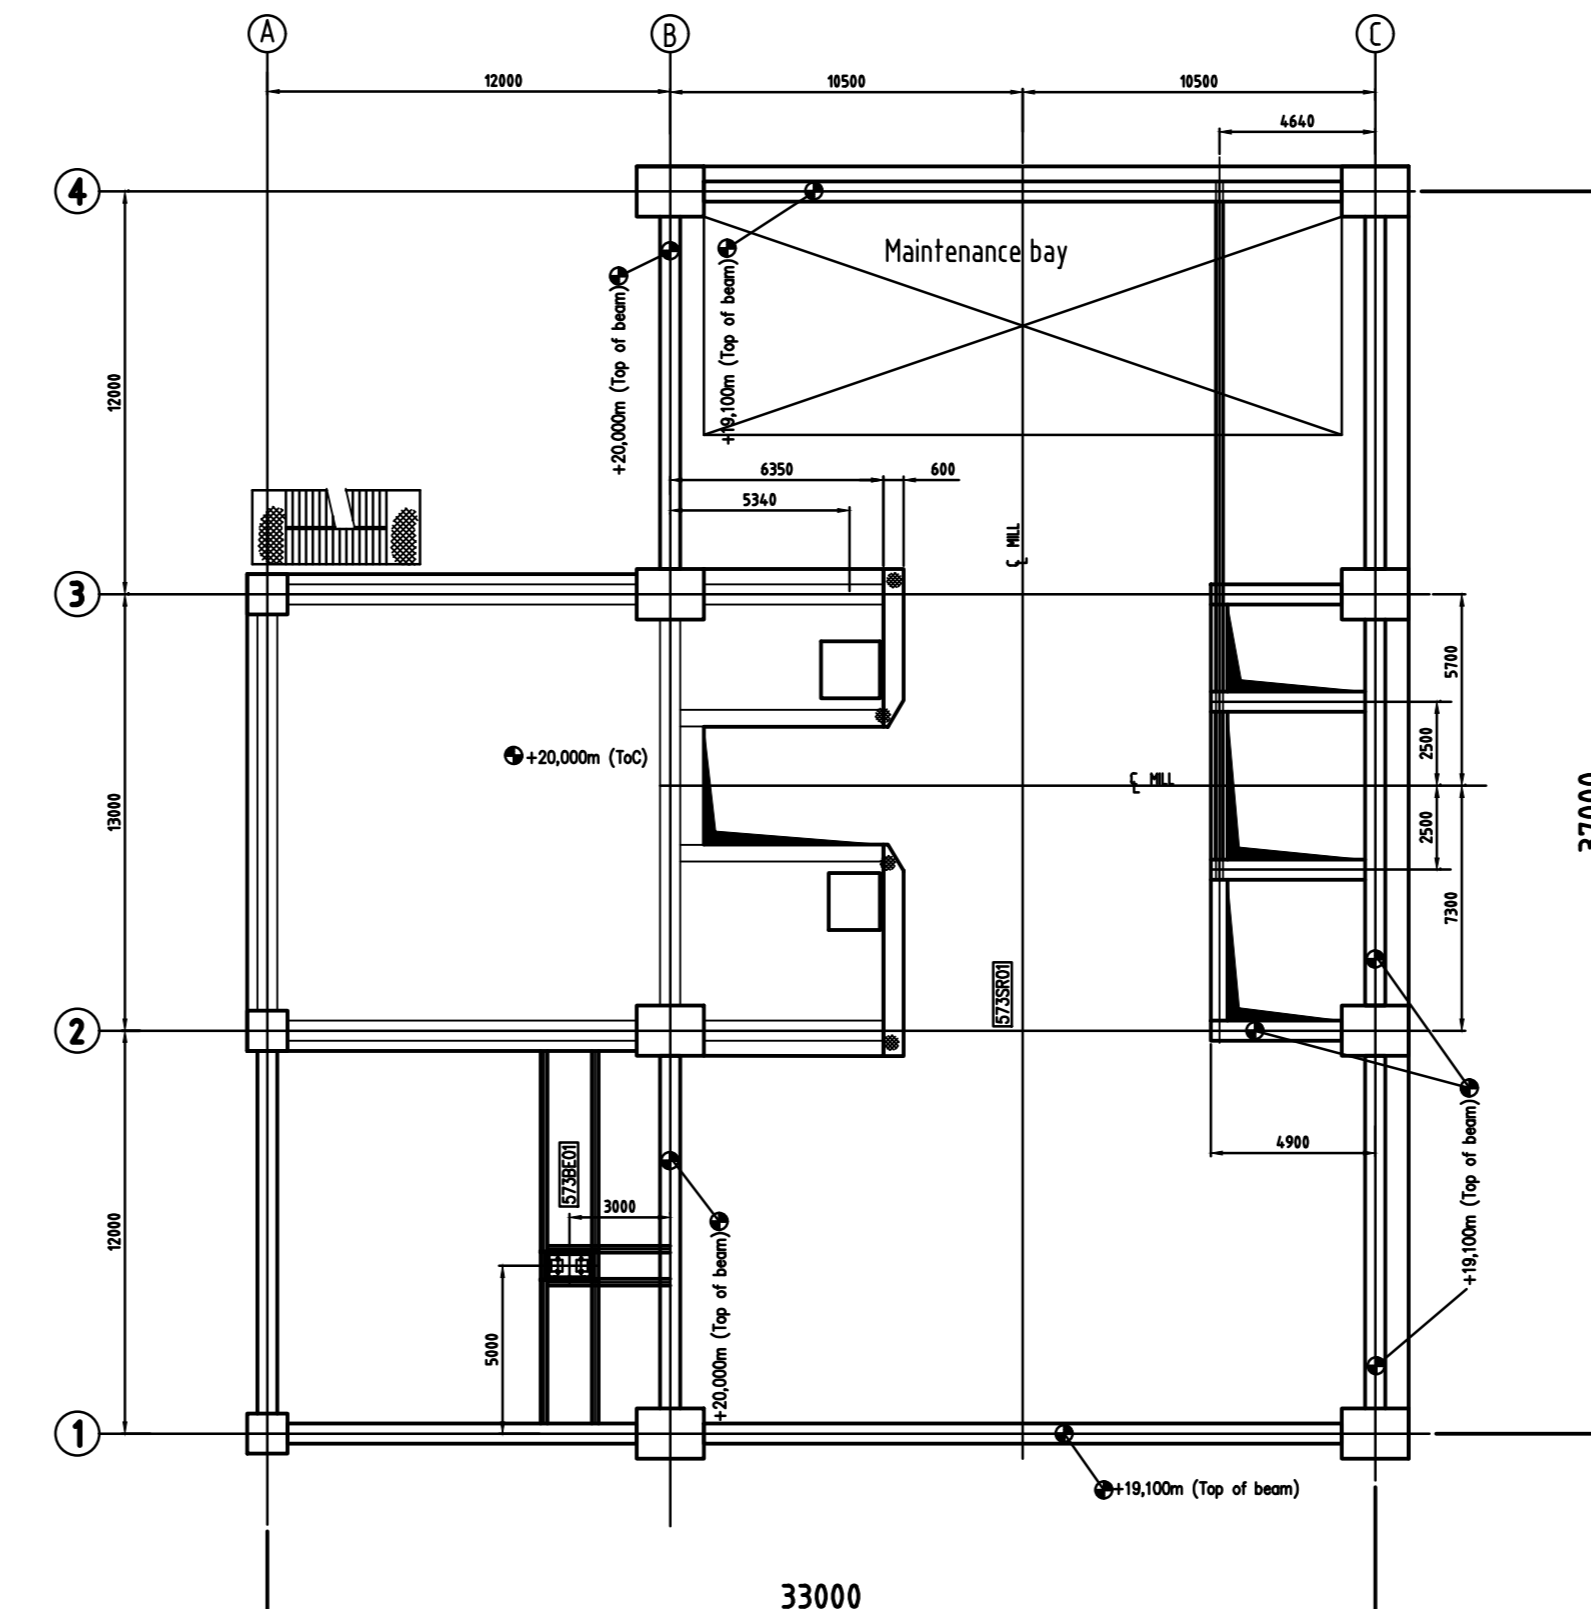 A
B
C
12000
10500
10500
4640
4
Maintenance bay
+20,000m (Top of beam)
+19,100m (Top of beam)
12000
6350
600
5340
℄ MILL
3
5700
2500
+20,000m (ToC)
℄ MILL
13000
2500
37000
7300
573SR01
2
4900
573BE01
3000
12000
+20,000m (Top of beam)
+19,100m (Top of beam)
5000
1
+19,100m (Top of beam)
33000